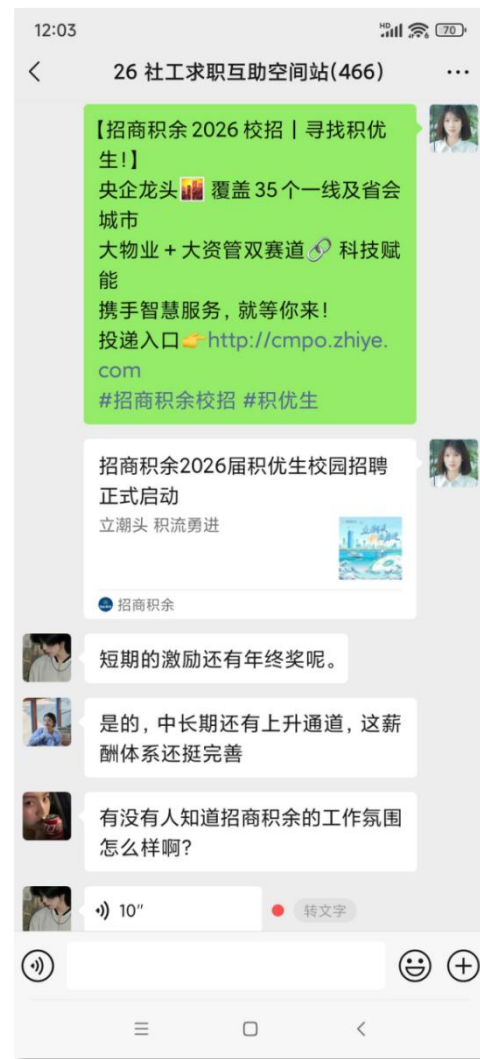 12:03
HD
70
26 社工求职互助空间站(466)
【招商积余 2026 校招 | 寻找积优
生!】
央企龙头🌇 覆盖 35 个一线及省会
城市
大物业 + 大资管双赛道🔗 科技赋
能
携手智慧服务，就等你来！
投递入口👉http://cmpo.zhiye.
com
#招商积余校招 #积优生
招商积余2026届积优生校园招聘
正式启动
立潮头 积流勇进
招商积余
短期的激励还有年终奖呢。
是的，中长期还有上升通道，这薪
酬体系还挺完善
有没有人知道招商积余的工作氛围
怎么样啊？
10"
转文字